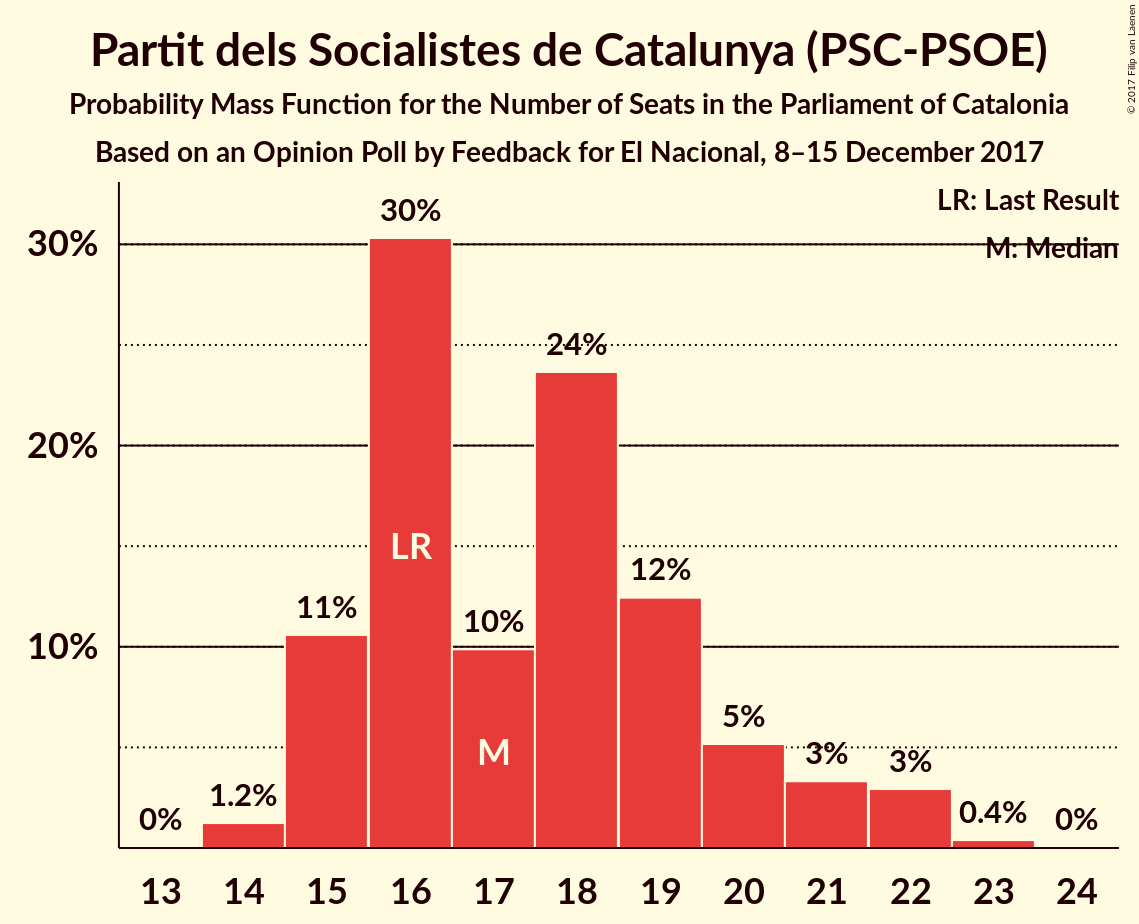 Partit dels Socialistes de Catalunya (PSC-PSOE)
Probability Mass Function for the Number of Seats in the Parliament of Catalonia
Based on an Opinion Poll by Feedback for El Nacional, 8–15 December 2017
© 2017 Filip van Laenen
LR: Last Result
M: Median
30%
20%
10%
0%
1.2%
11%
30%
LR
10%
M
24%
12%
5%
3%
3%
0.4%
0%
13 14 15 16 17 18 19 20 21 22 23 24